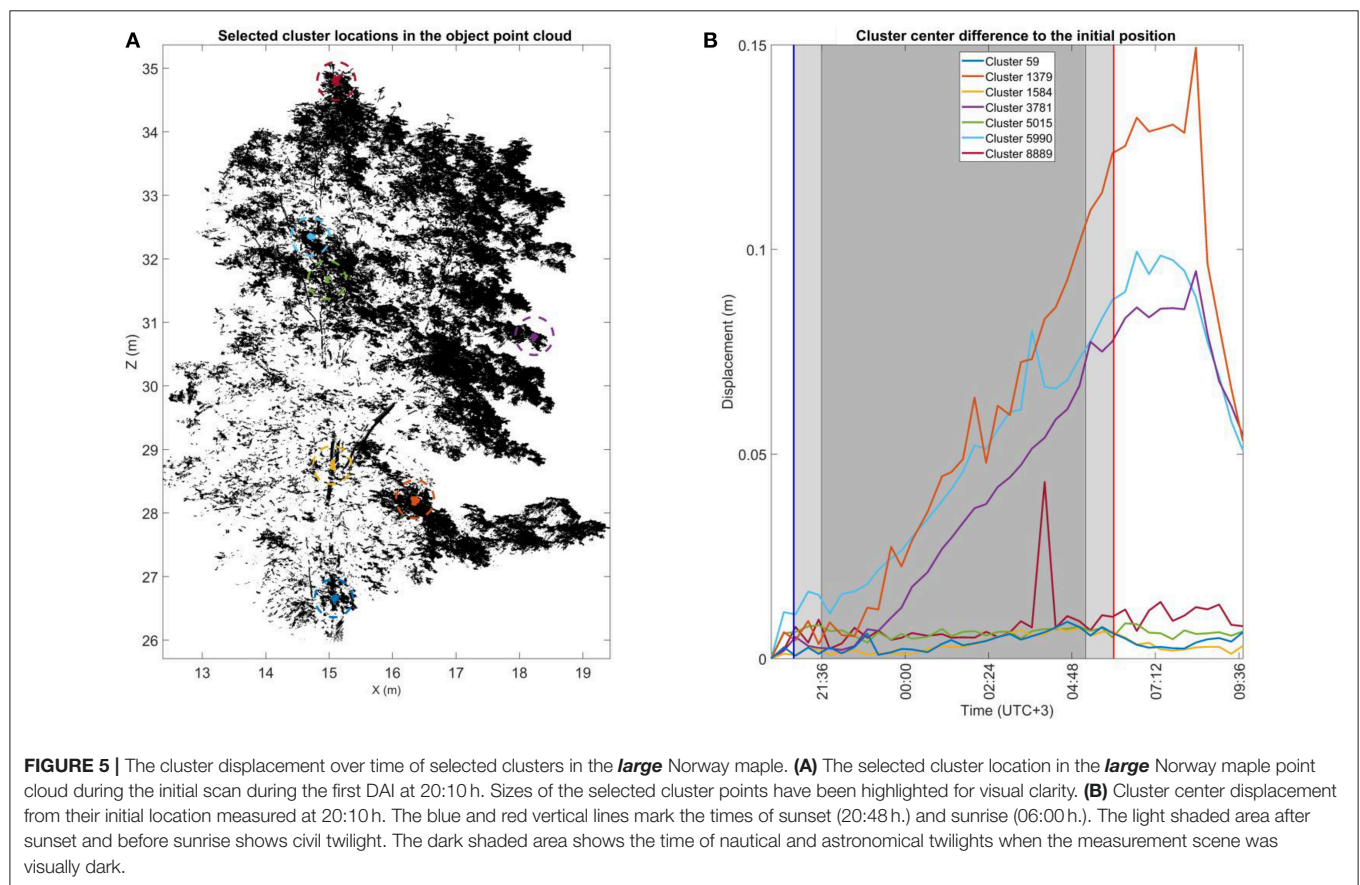 A
Selected cluster locations in the object point cloud
35
34
33
32
31
30
29
28
27
26
Z (m)
13 14 15 16 17 18 19
X (m)
B
Cluster center difference to the initial position
0.15
0.1
0.05
0
Displacement (m)
Cluster 59
Cluster 1379
Cluster 1584
Cluster 3781
Cluster 5015
Cluster 5990
Cluster 8889
21:36 00:00 02:24 04:48 07:12 09:36
Time (UTC+3)
FIGURE 5 | The cluster displacement over time of selected clusters in the large Norway maple. (A) The selected cluster location in the large Norway maple point
cloud during the initial scan during the first DAI at 20:10 h. Sizes of the selected cluster points have been highlighted for visual clarity. (B) Cluster center displacement
from their initial location measured at 20:10 h. The blue and red vertical lines mark the times of sunset (20:48 h.) and sunrise (06:00 h.). The light shaded area after
sunset and before sunrise shows civil twilight. The dark shaded area shows the time of nautical and astronomical twilights when the measurement scene was
visually dark.